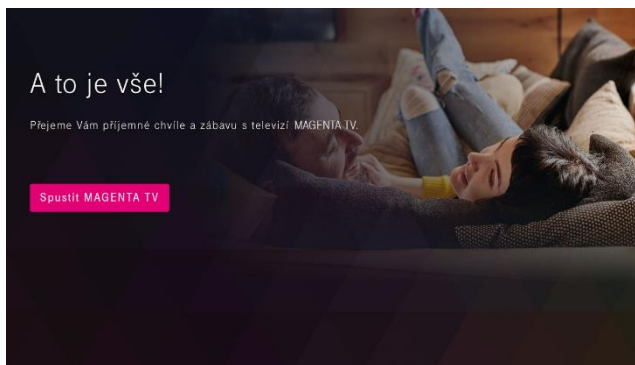 A to je vše!
Přejeme Vám příjemné chvíle a zábavu s televizí MAGENTA TV.
Spustit MAGENTA TV